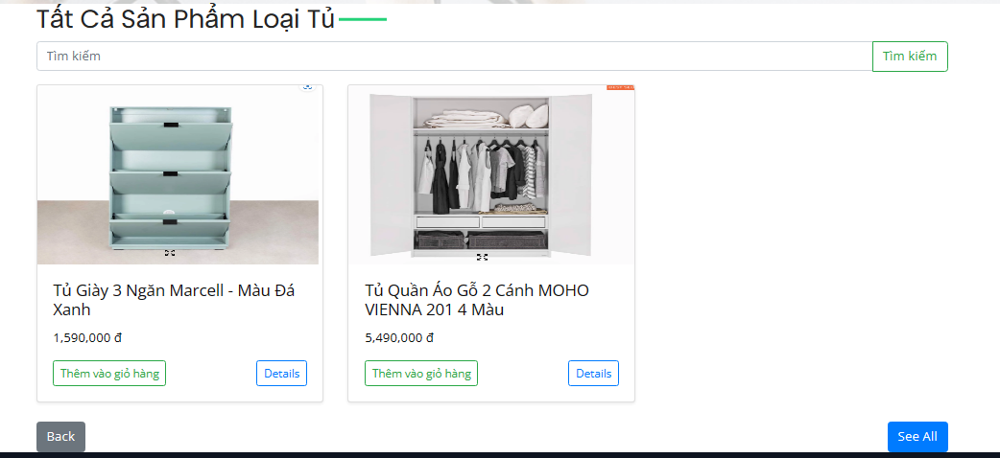 Tất Cả Sản Phẩm Loại Tủ
Tìm kiếm
Tìm kiếm
Tủ Giày 3 Ngăn Marcell - Màu Đá
Xanh
1,590,000 đ
Thêm vào giỏ hàng
Details
Tủ Quần Áo Gỗ 2 Cánh MOHO
VIENNA 201 4 Màu
5,490,000 đ
Thêm vào giỏ hàng
Details
Back
See All